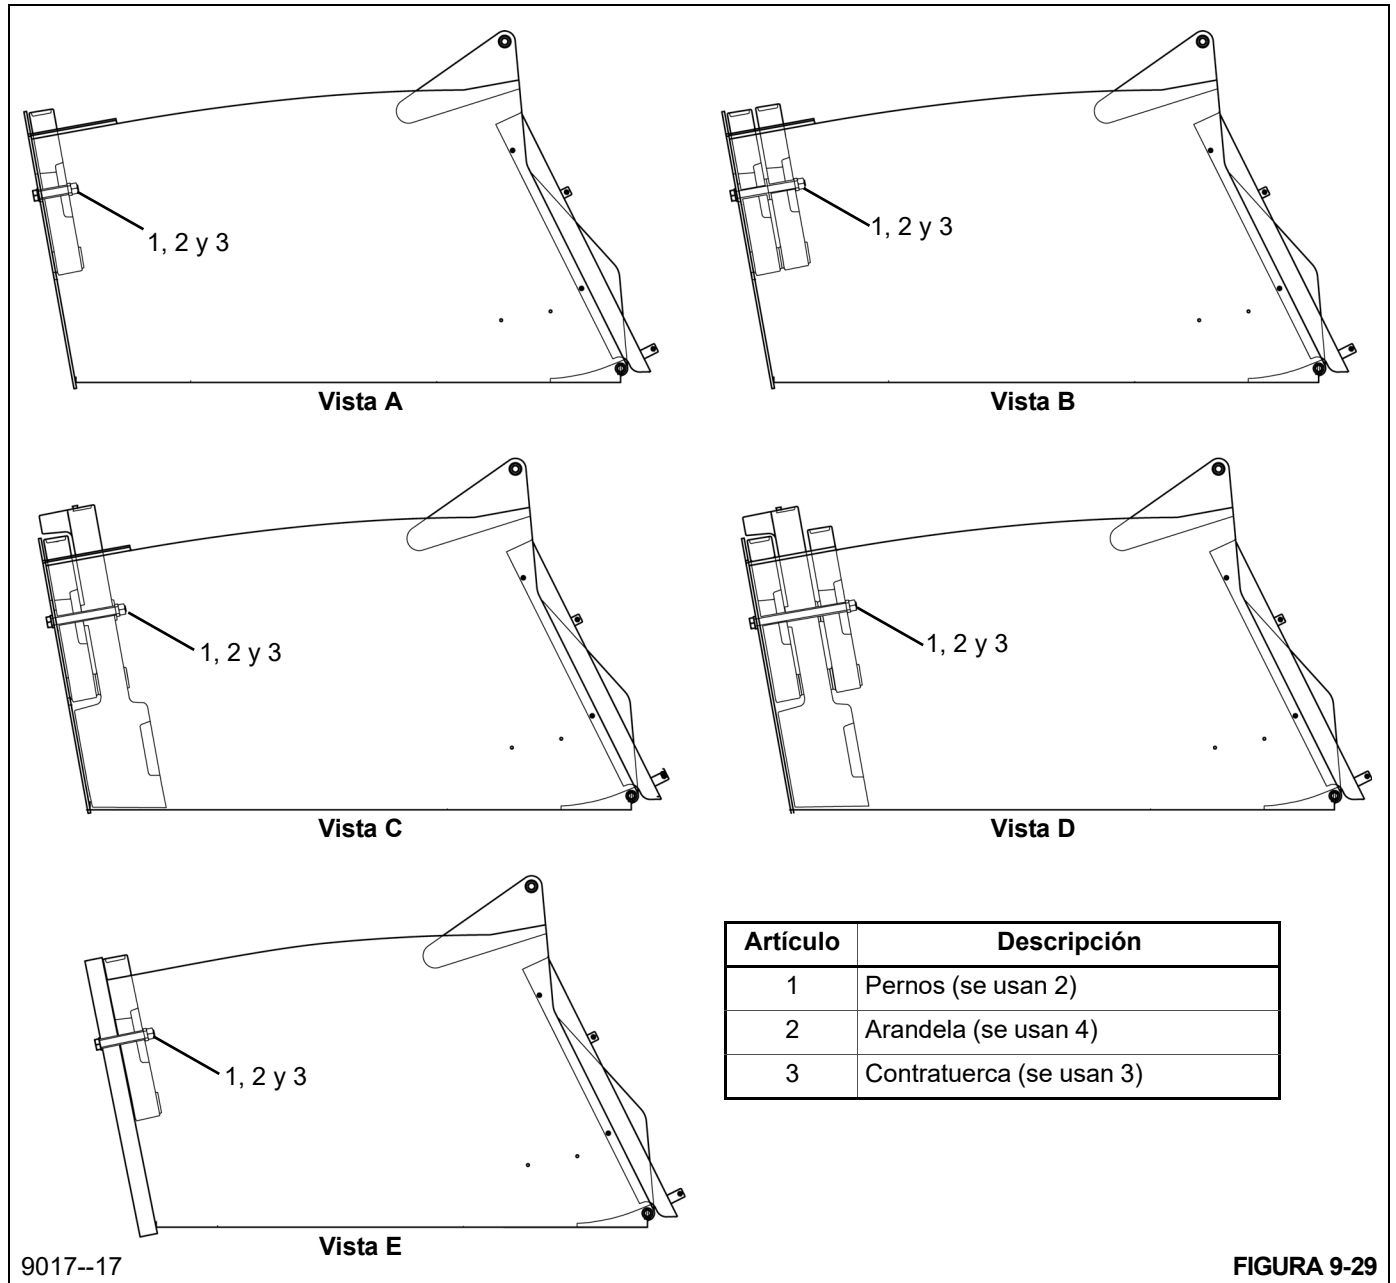 1, 2 y 3
Vista A
1, 2 y 3
Vista B
1, 2 y 3
Vista C
1, 2 y 3
Vista D
1, 2 y 3
Vista E
Artículo Descripción
1 Pernos (se usan 2)
2 Arandela (se usan 4)
3 Contratuerca (se usan 3)
9017--17
FIGURA 9-29